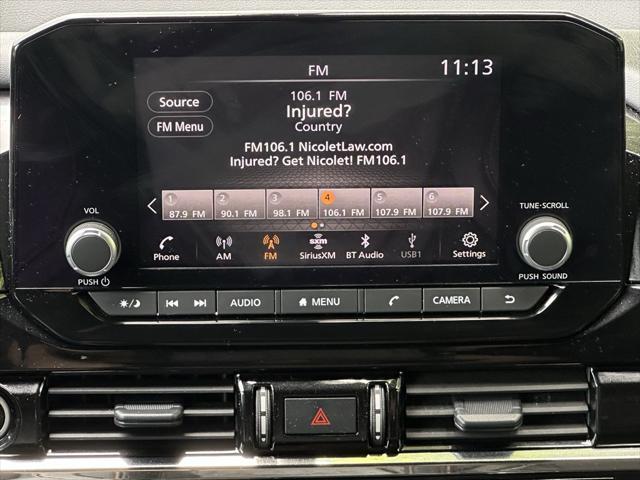 FM
11:13
Source
106.1 FM
Injured?
FM Menu
Country
FM106.1 NicoletLaw.com
Injured? Get Nicolet! FM106.1
1 2 3 4 5 6
87.9 FM 90.1 FM 98.1 FM 106.1 FM 107.9 FM 107.9 FM
VOL
TUNE·SCROLL
sxm
Phone AM FM SiriusXM BT Audio USB1 Settings
PUSH
PUSH SOUND
AUDIO MENU CAMERA